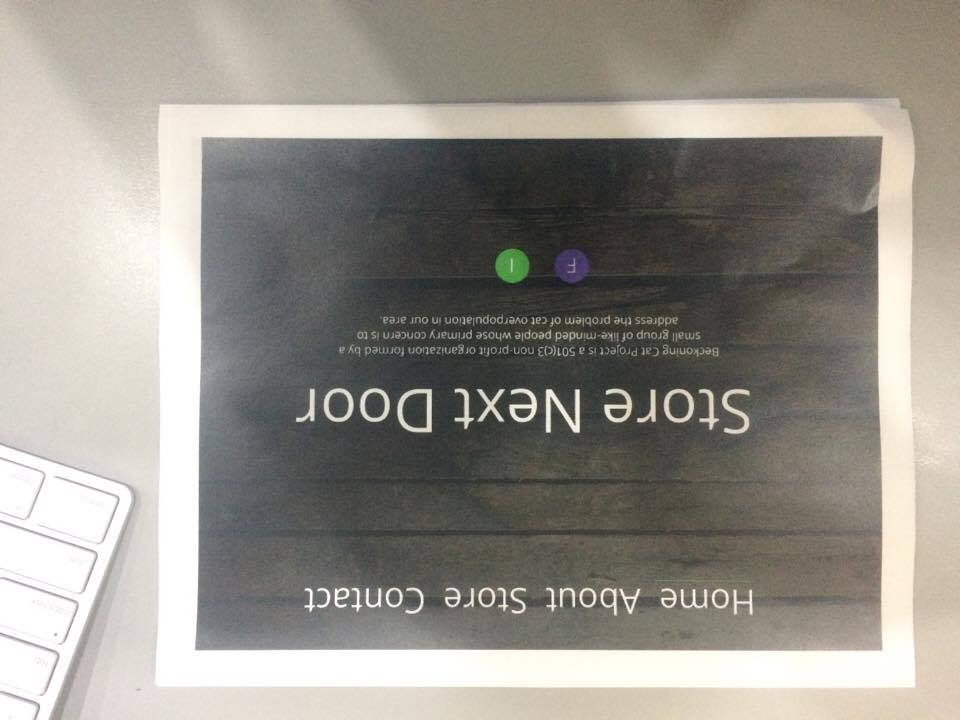 Home About Store Contact
Store Next Door
Beckoning Cat Project is a 501(c)3 non-profit organization formed by a
small group of like-minded people whose primary concern is to
address the problem of cat overpopulation in our area.
F I